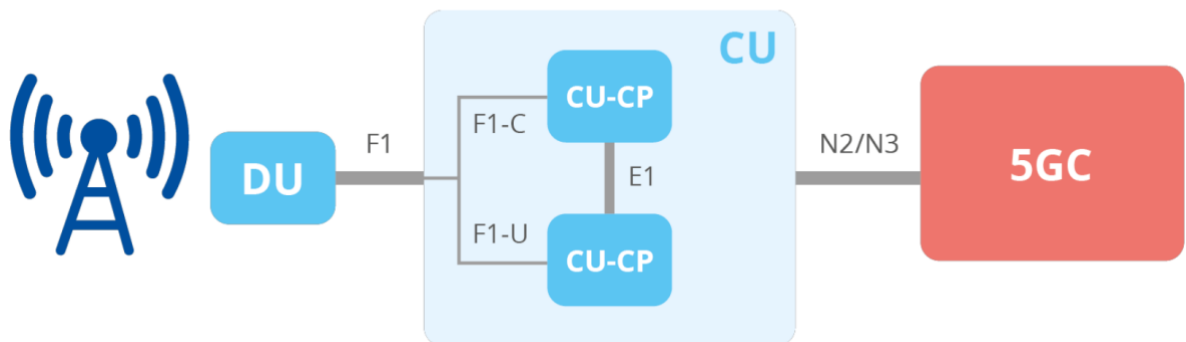 CU
CU-CP
F1-C
F1
N2/N3
DU
E1
5GC
F1-U
CU-CP